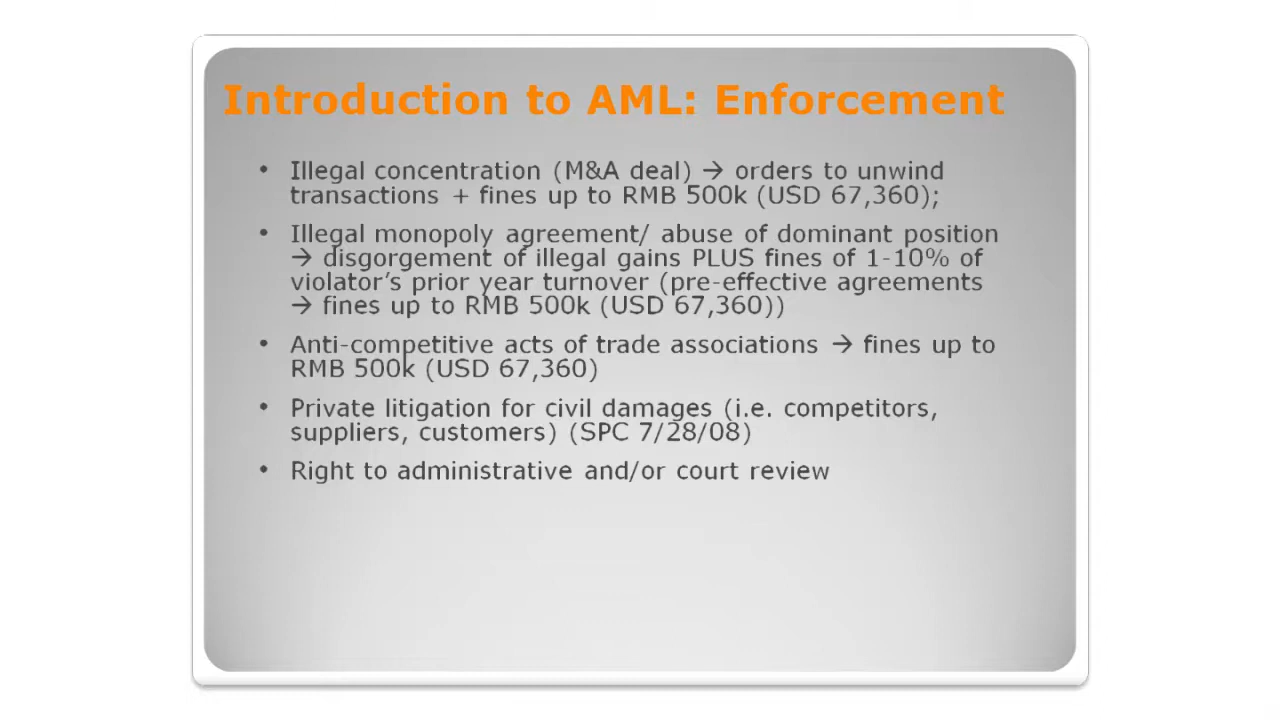 Introduction to AML: Enforcement
• Illegal concentration (M&A deal) → orders to unwind
transactions + fines up to RMB 500k (USD 67,360);
• Illegal monopoly agreement/ abuse of dominant position
→ disgorgement of illegal gains PLUS fines of 1-10% of
violator’s prior year turnover (pre-effective agreements
→ fines up to RMB 500k (USD 67,360))
• Anti-competitive acts of trade associations → fines up to
RMB 500k (USD 67,360)
• Private litigation for civil damages (i.e. competitors,
suppliers, customers) (SPC 7/28/08)
• Right to administrative and/or court review